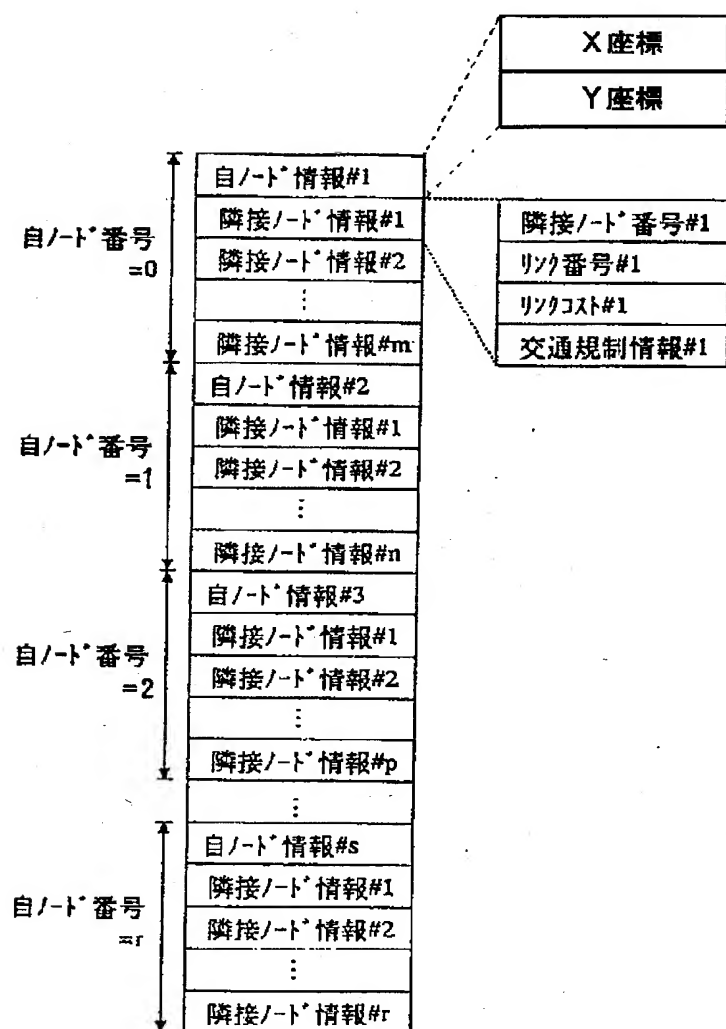 X座標
Y座標
自ノード情報#1
隣接ノード情報#1
隣接ノード情報#2
⋮
隣接ノード情報#m
自ノード番号
=0
隣接ノード番号#1
リンク番号#1
リンクコスト#1
交通規制情報#1
自ノード情報#2
隣接ノード情報#1
隣接ノード情報#2
⋮
隣接ノード情報#n
自ノード番号
=1
自ノード情報#3
隣接ノード情報#1
隣接ノード情報#2
⋮
隣接ノード情報#p
自ノード番号
=2
⋮
自ノード情報#s
隣接ノード情報#1
隣接ノード情報#2
⋮
隣接ノード情報#r
自ノード番号
=r